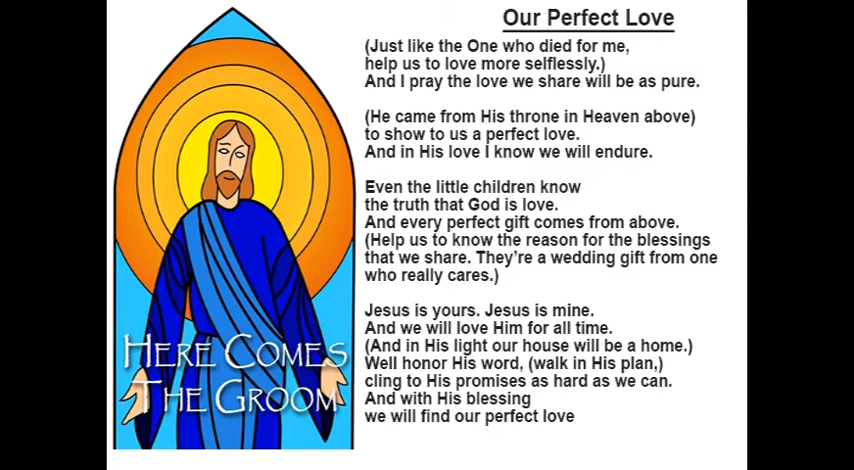 Our Perfect Love
(Just like the One who died for me,
help us to love more selflessly.)
And I pray the love we share will be as pure.
(He came from His throne in Heaven above)
to show to us a perfect love.
And in His love I know we will endure.
Even the little children know
the truth that God is love.
And every perfect gift comes from above.
(Help us to know the reason for the blessings
that we share. They're a wedding gift from one
who really cares.)
Jesus is yours. Jesus is mine.
And we will love Him for all time.
(And in His light our house will be a home.)
Well honor His word, (walk in His plan,)
cling to His promises as hard as we can.
And with His blessing
we will find our perfect love
HERE COMES
THE GROOM